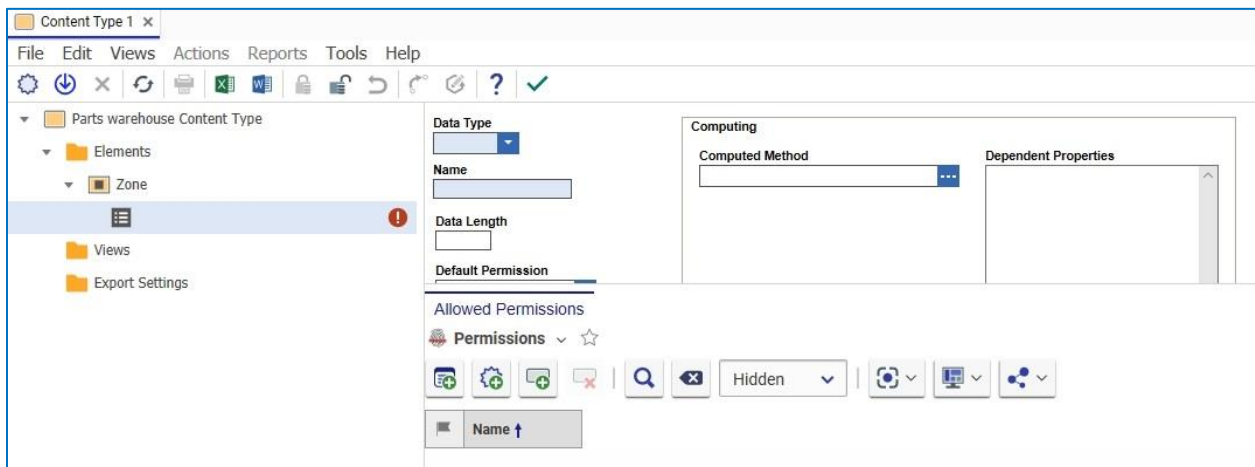 Content Type 1
File Edit Views Actions Reports Tools Help
Parts warehouse Content Type
Elements
Zone
Views
Export Settings
Data Type
Name
Data Length
Default Permission
Computing
Computed Method
Dependent Properties
Allowed Permissions
Permissions
Hidden
Name